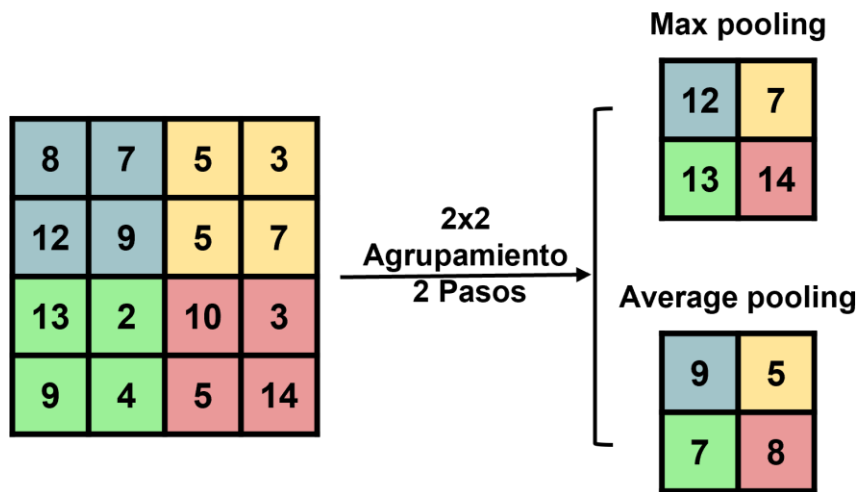 Max pooling
12 7
13 14
8 7 5 3
12 9 5 7
13 2 10 3
9 4 5 14
2x2
Agrupamiento
2 Pasos
Average pooling
9 5
7 8